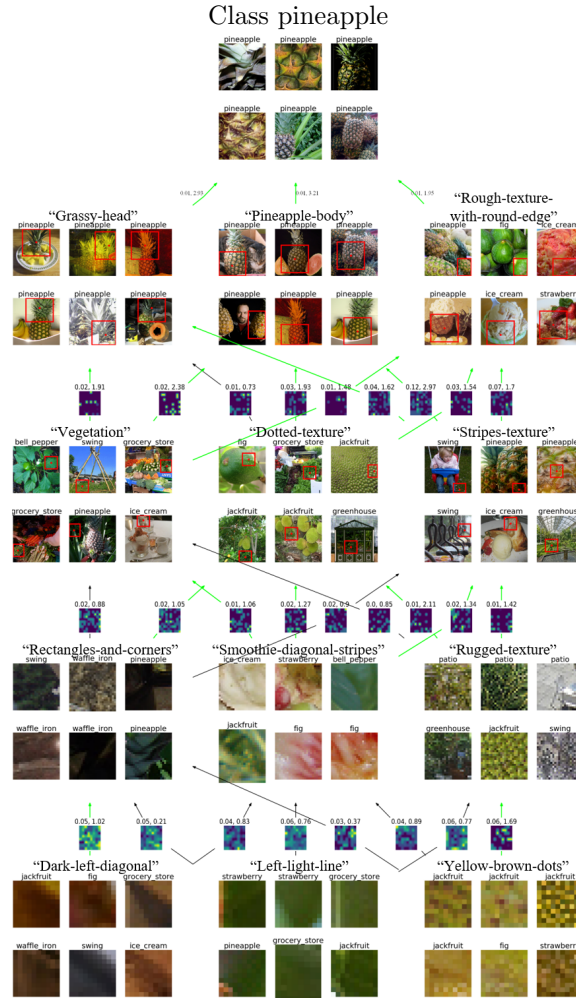 Class pineapple
pineapple pineapple pineapple
pineapple pineapple pineapple
0.01, 2.93 0.01, 3.21 0.01, 1.95
“Grassy-head” “Pineapple-body” “Rough-texture-
with-round-edge”
pineapple pineapple pineapple pineapple pineapple pineapple pineapple fig ice_cream
pineapple pineapple pineapple pineapple pineapple pineapple pineapple ice_cream strawberry
0.02, 1.91 0.02, 2.38 0.01, 0.73 0.03, 1.93 0.01, 1.48 0.04, 1.62 0.12, 2.97 0.03, 1.54 0.07, 1.7
“Vegetation” “Dotted-texture” “Stripes-texture”
bell_pepper swing grocery_store fig grocery_store jackfruit swing pineapple pineapple
grocery_store pineapple ice_cream jackfruit jackfruit greenhouse swing ice_cream greenhouse
0.02, 0.88 0.02, 1.05 0.01, 1.06 0.02, 1.27 0.02, 0.9 0.0, 0.85 0.01, 2.11 0.02, 1.34 0.01, 1.42
“Rectangles-and-corners” “Smoothie-diagonal-stripes” “Rugged-texture”
swing waffle_iron pineapple ice_cream strawberry bell_pepper patio patio patio
waffle_iron waffle_iron pineapple jackfruit fig fig greenhouse jackfruit swing
0.05, 1.02 0.05, 0.21 0.04, 0.83 0.06, 0.76 0.03, 0.37 0.04, 0.89 0.06, 0.77 0.06, 1.69
“Dark-left-diagonal” “Left-light-line” “Yellow-brown-dots”
jackfruit fig grocery_store strawberry strawberry grocery_store jackfruit jackfruit jackfruit
waffle_iron swing ice_cream pineapple grocery_store jackfruit jackfruit fig strawberry